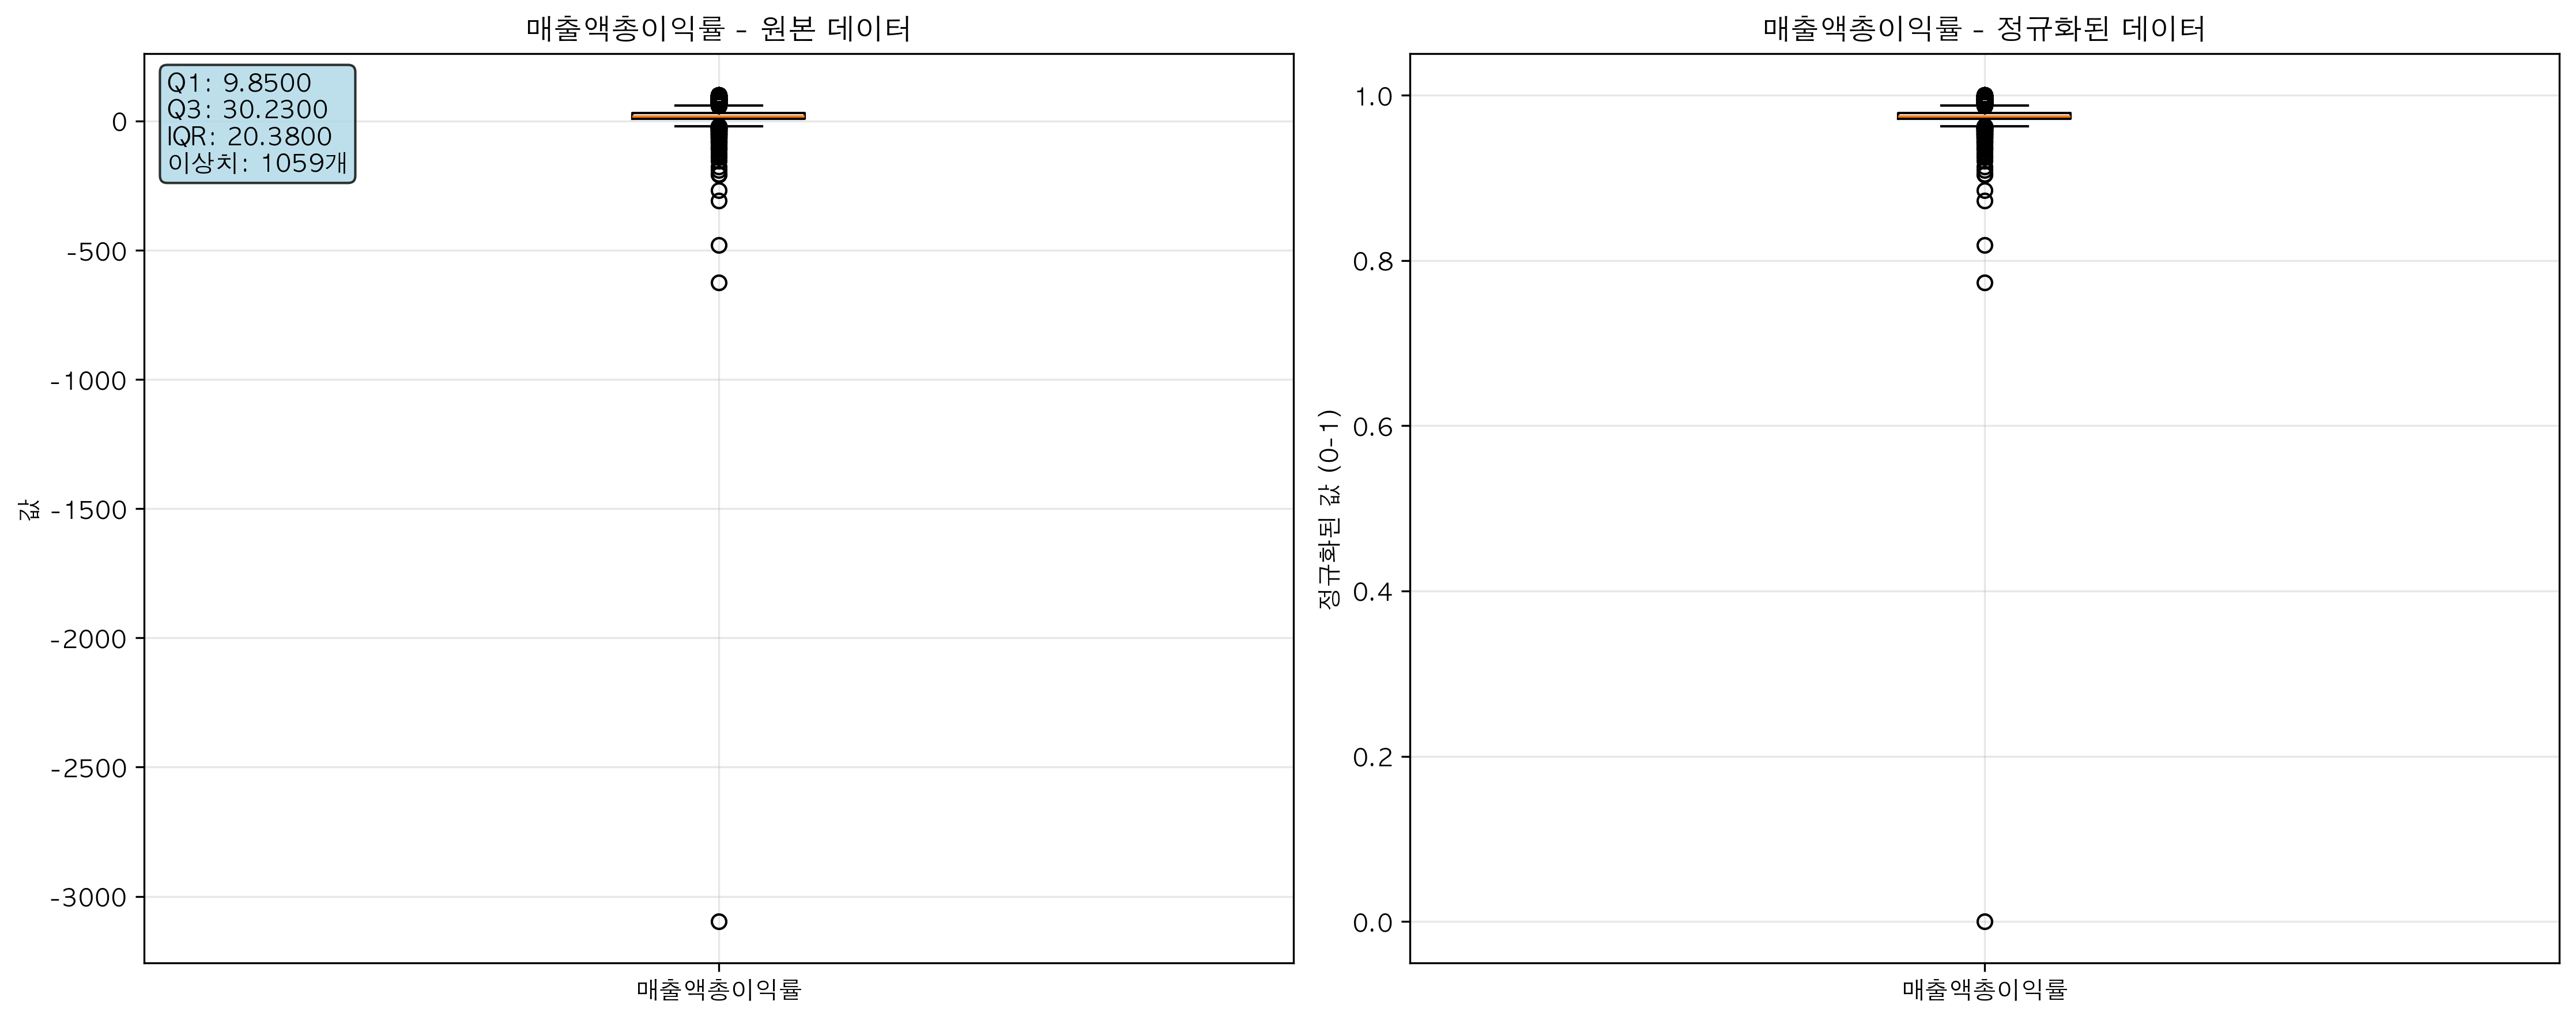 매출액총이익률 - 원본 데이터
Q1: 9.8500
Q3: 30.2300
IQR: 20.3800
이상치: 1059개
0
-500
-1000
-1500
-2000
-2500
-3000
값
매출액총이익률
매출액총이익률 - 정규화된 데이터
1.0
0.8
0.6
0.4
0.2
0.0
정규화된 값 (0-1)
매출액총이익률